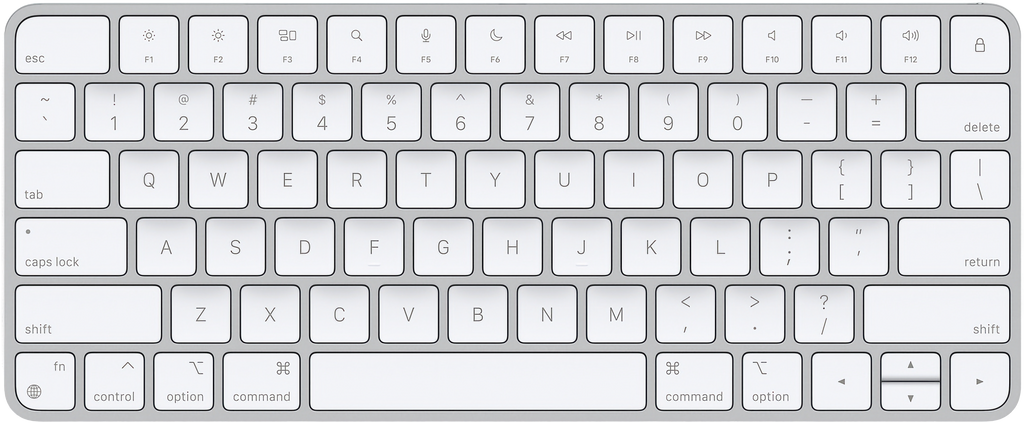 esc F1 F2 F3 F4 F5 F6 F7 F8 F9 F10 F11 F12
~ ! @ # $ % ^ & * ( ) — +
` 1 2 3 4 5 6 7 8 9 0 - = delete
tab Q W E R T Y U I O P { [ } ] | \
caps lock A S D F G H J K L : ; " ' return
shift Z X C V B N M < , > . ? / shift
fn control ⌃ option ⌥ command ⌘ ⌘ command ⌥ option ◄ ▲ ▼ ►